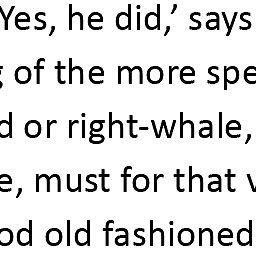 Yes, he did,’ says
of the more spe
d or right-whale,
e, must for that v
od old fashioned